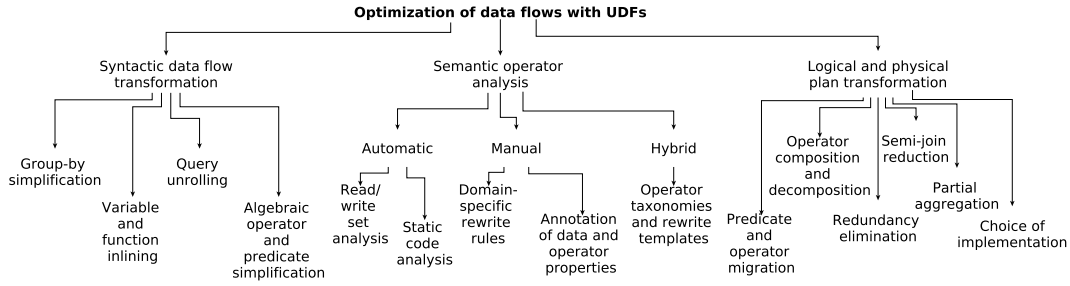 Optimization of data flows with UDFs
Syntactic data flow
transformation
Semantic operator
analysis
Logical and physical
plan transformation
Group-by
simplification
Variable
and
function
inlining
Query
unrolling
Algebraic
operator
and
predicate
simplification
Automatic
Read/
write
set
analysis
Static
code
analysis
Manual
Domain-
specific
rewrite
rules
Annotation
of data and
operator
properties
Hybrid
Operator
taxonomies
and rewrite
templates
Predicate
and
operator
migration
Operator
composition
and
decomposition
Redundancy
elimination
Semi-join
reduction
Partial
aggregation
Choice of
implementation